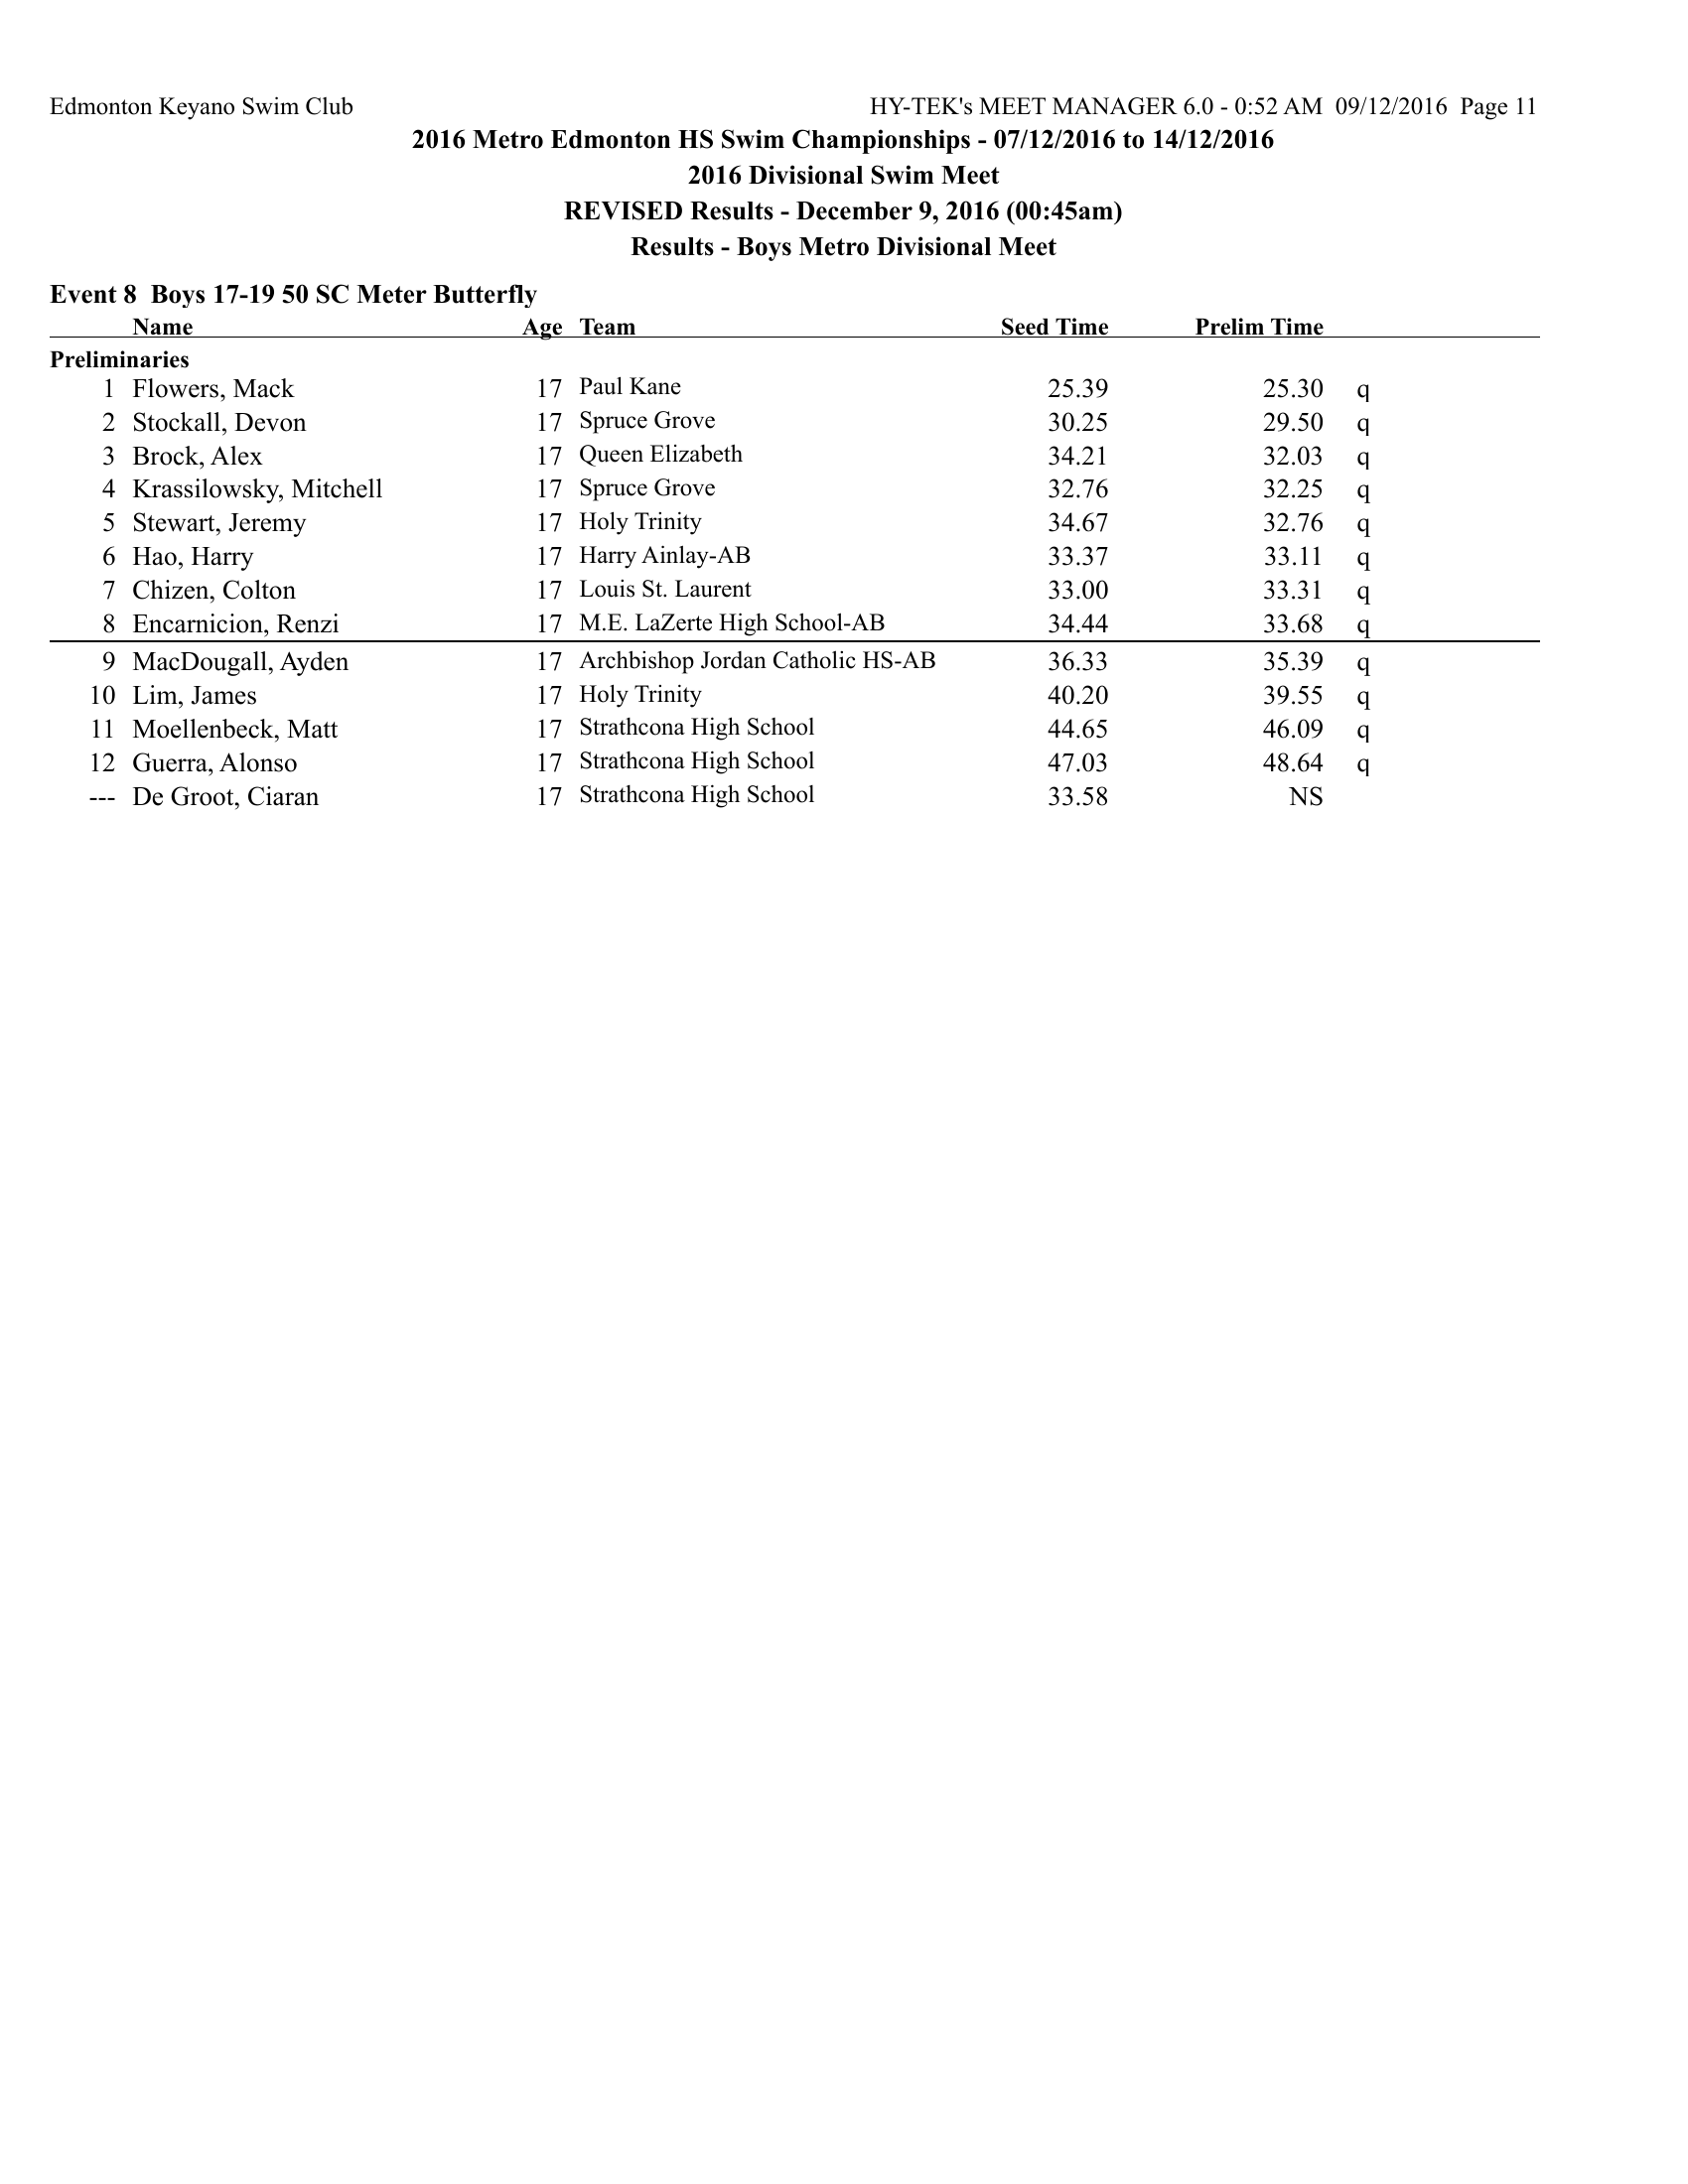 Edmonton Keyano Swim Club HY-TEK's MEET MANAGER 6.0 - 0:52 AM 09/12/2016 Page 11
2016 Metro Edmonton HS Swim Championships - 07/12/2016 to 14/12/2016
2016 Divisional Swim Meet
REVISED Results - December 9, 2016 (00:45am)
Results - Boys Metro Divisional Meet
Event 8 Boys 17-19 50 SC Meter Butterfly
Name Age Team Seed Time Prelim Time
Preliminaries
1 Flowers, Mack 17 Paul Kane 25.39 25.30 q
2 Stockall, Devon 17 Spruce Grove 30.25 29.50 q
3 Brock, Alex 17 Queen Elizabeth 34.21 32.03 q
4 Krassilowsky, Mitchell 17 Spruce Grove 32.76 32.25 q
5 Stewart, Jeremy 17 Holy Trinity 34.67 32.76 q
6 Hao, Harry 17 Harry Ainlay-AB 33.37 33.11 q
7 Chizen, Colton 17 Louis St. Laurent 33.00 33.31 q
8 Encarnicion, Renzi 17 M.E. LaZerte High School-AB 34.44 33.68 q
9 MacDougall, Ayden 17 Archbishop Jordan Catholic HS-AB 36.33 35.39 q
10 Lim, James 17 Holy Trinity 40.20 39.55 q
11 Moellenbeck, Matt 17 Strathcona High School 44.65 46.09 q
12 Guerra, Alonso 17 Strathcona High School 47.03 48.64 q
--- De Groot, Ciaran 17 Strathcona High School 33.58 NS